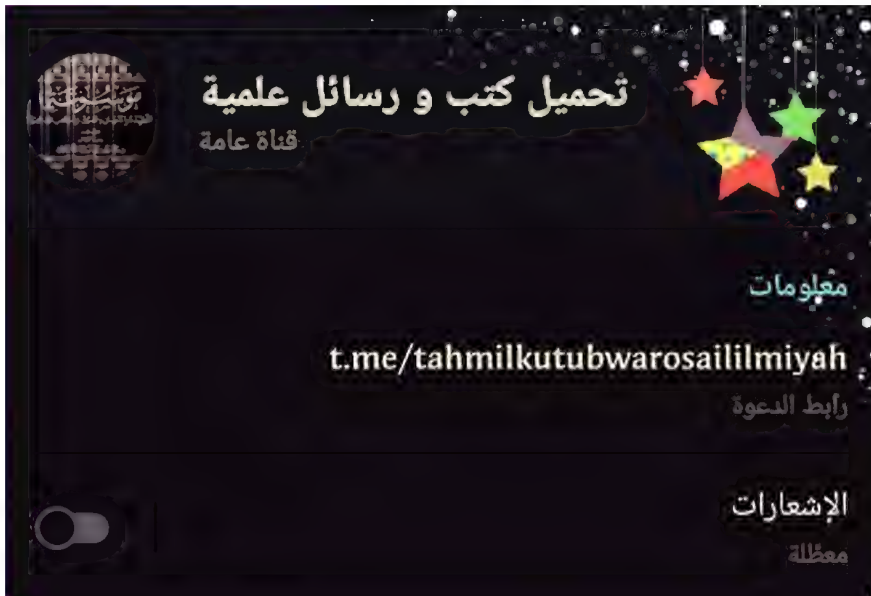 تحميل كتب و رسائل علمية
قناة عامة
معلومات
t.me/tahmilkutubwarosaililmiyah
رابط الدعوة
الإشعارات
معطلة